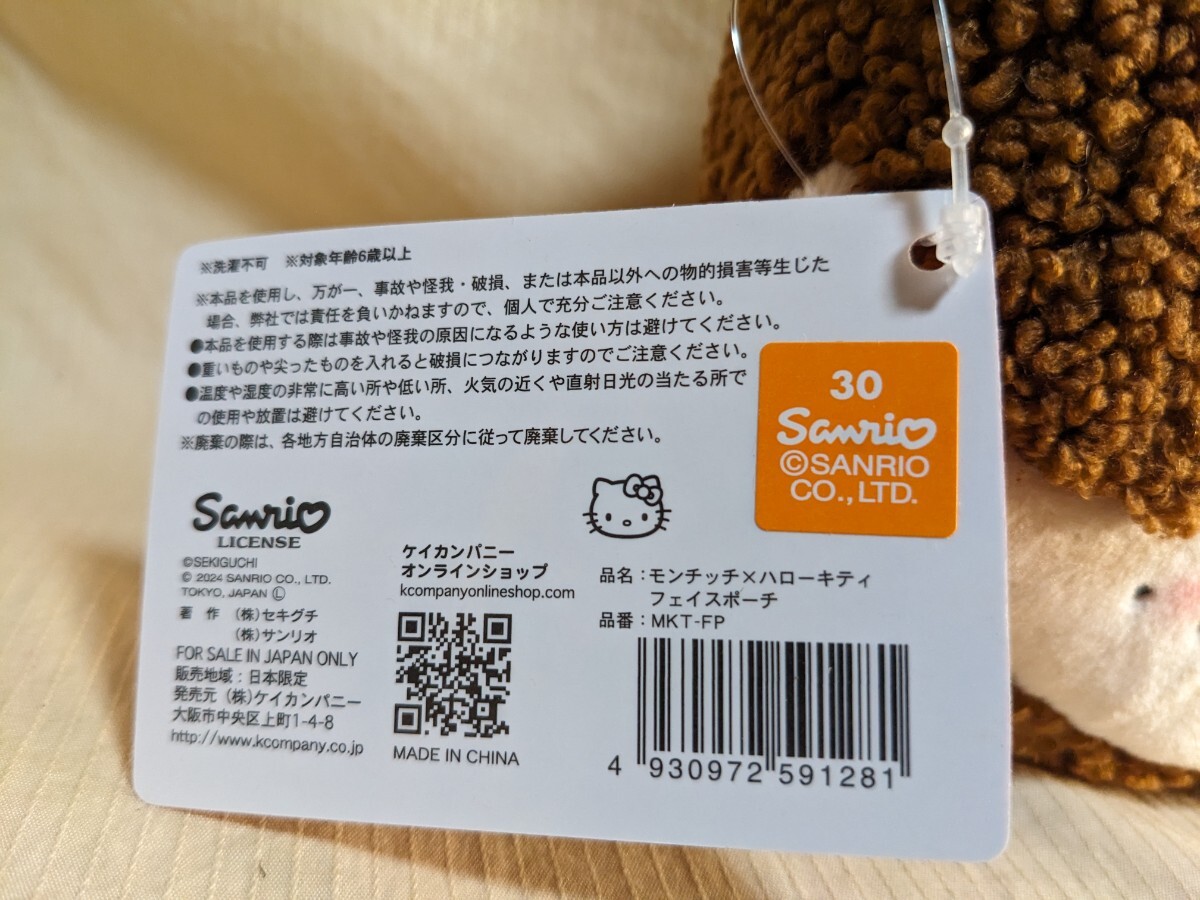 ※洗濯不可 ※対象年齢6歳以上
※本品を使用し、万が一、事故や怪我・破損、または本品以外への物的損害等生じた
場合、弊社では責任を負いかねますので、個人で充分ご注意ください。
●本品を使用する際は事故や怪我の原因になるような使い方は避けてください。
●重いものや尖ったものを入れると破損につながりますのでご注意ください。
●温度や湿度の非常に高い所や低い所、火気の近くや直射日光の当たる所で
の使用や放置は避けてください。
※廃棄の際は、各地方自治体の廃棄区分に従って廃棄してください。
30
Sanrio
©SANRIO
CO.,LTD.
Sanrio
LICENSE
©SEKIGUCHI
© 2024 SANRIO CO., LTD.
TOKYO, JAPAN Ⓛ
著 作 (株)セキグチ
(株)サンリオ
FOR SALE IN JAPAN ONLY
販売地域:日本限定
発売元 (株)ケイカンパニー
大阪市中央区上町1-4-8
http://www.kcompany.co.jp
ケイカンパニー
オンラインショップ
kcompanyonlineshop.com
MADE IN CHINA
品名:モンチッチ×ハローキティ
フェイスポーチ
品番:MKT-FP
4 930972 591281